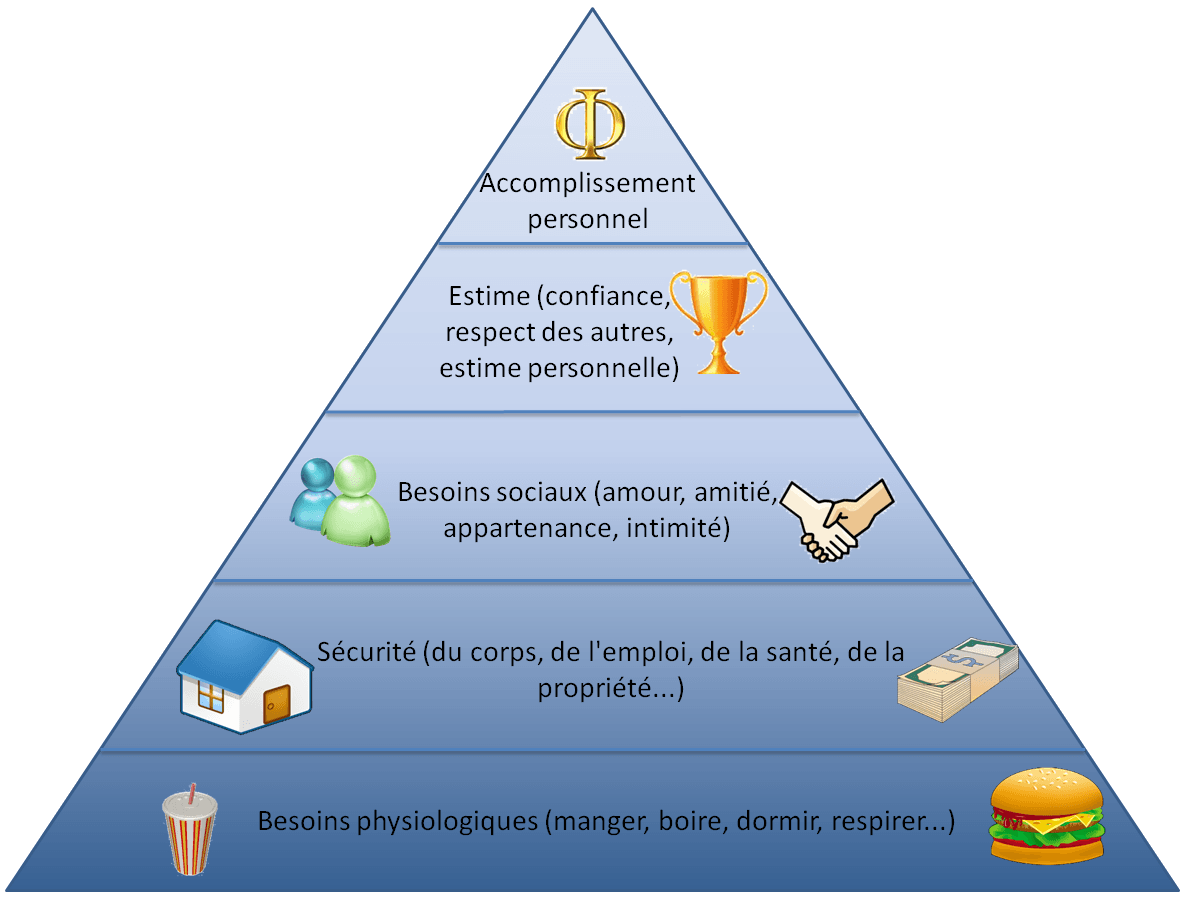 Φ
Accomplissement
personnel
Estime (confiance,
respect des autres,
estime personnelle)
Besoins sociaux (amour, amitié,
appartenance, intimité)
Sécurité (du corps, de l'emploi, de la santé, de la
propriété...)
$
Besoins physiologiques (manger, boire, dormir, respirer...)